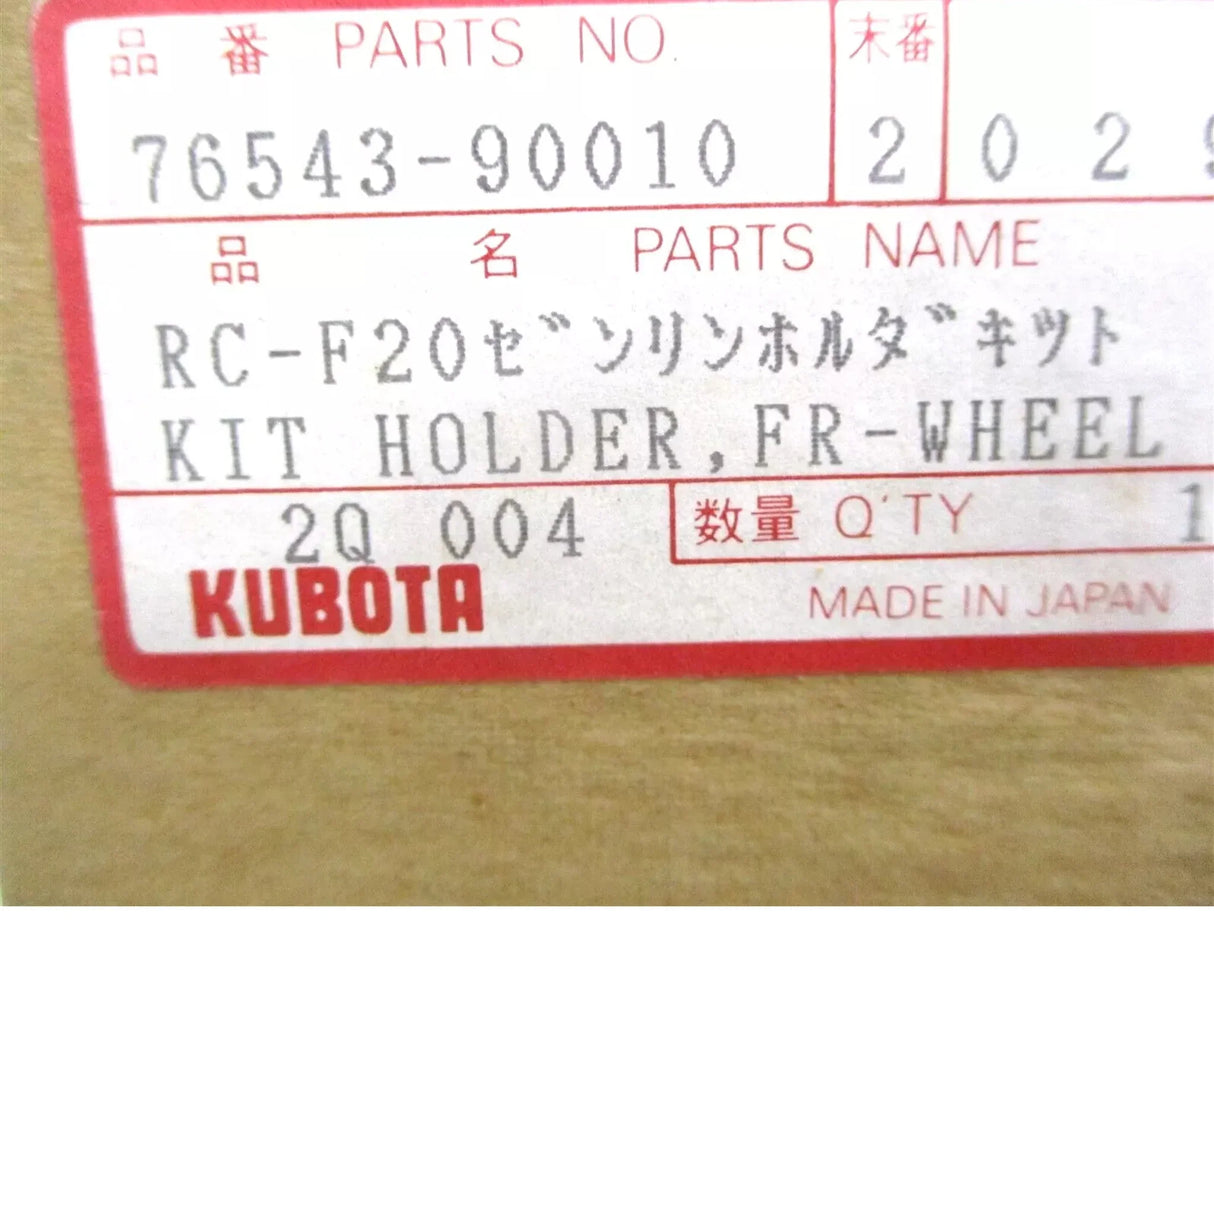 品番 PARTS NO. 末番
76543-90010 2 0 2
品名 PARTS NAME
RC-F20ゼンリンホルダキツト
KIT HOLDER,FR-WHEEL
2Q 004 数量 Q'TY 1
KUBOTA MADE IN JAPAN